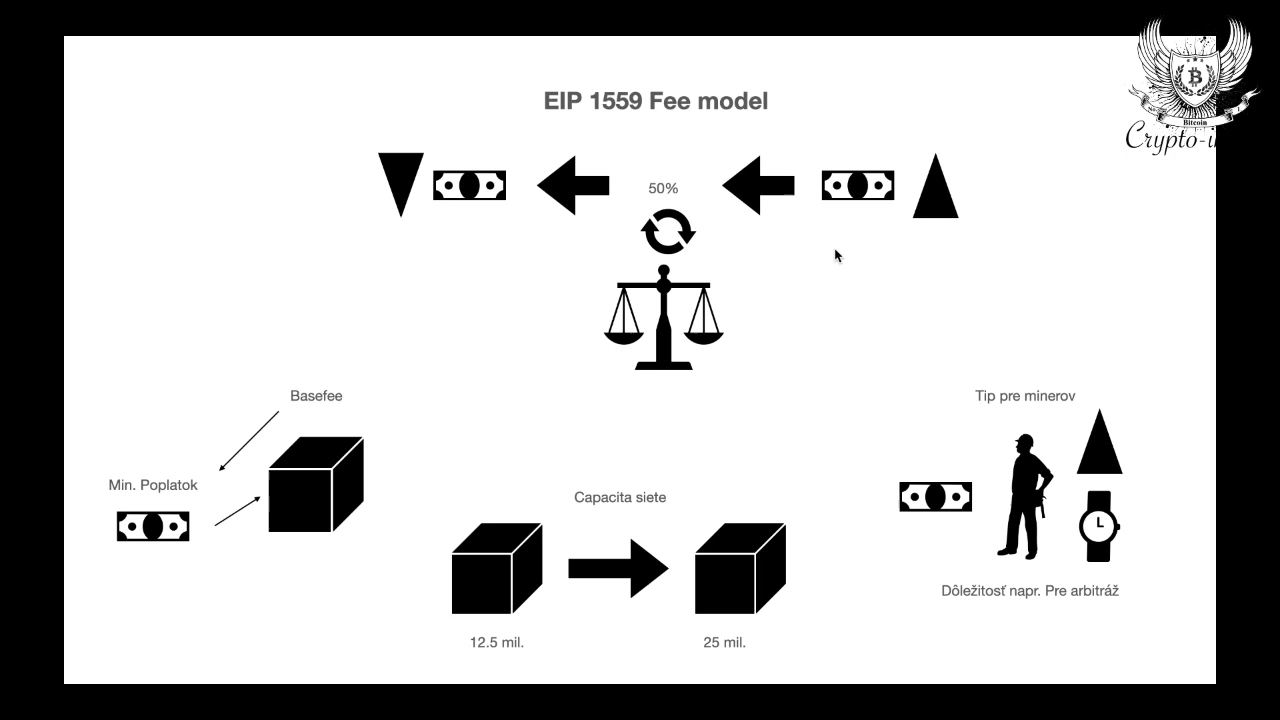 EIP 1559 Fee model
50%
Bitcoin
Basefee
Tip pre minerov
Min. Poplatok
Capacita siete
Dôležitosť napr. Pre arbitráž
12.5 mil.
25 mil.